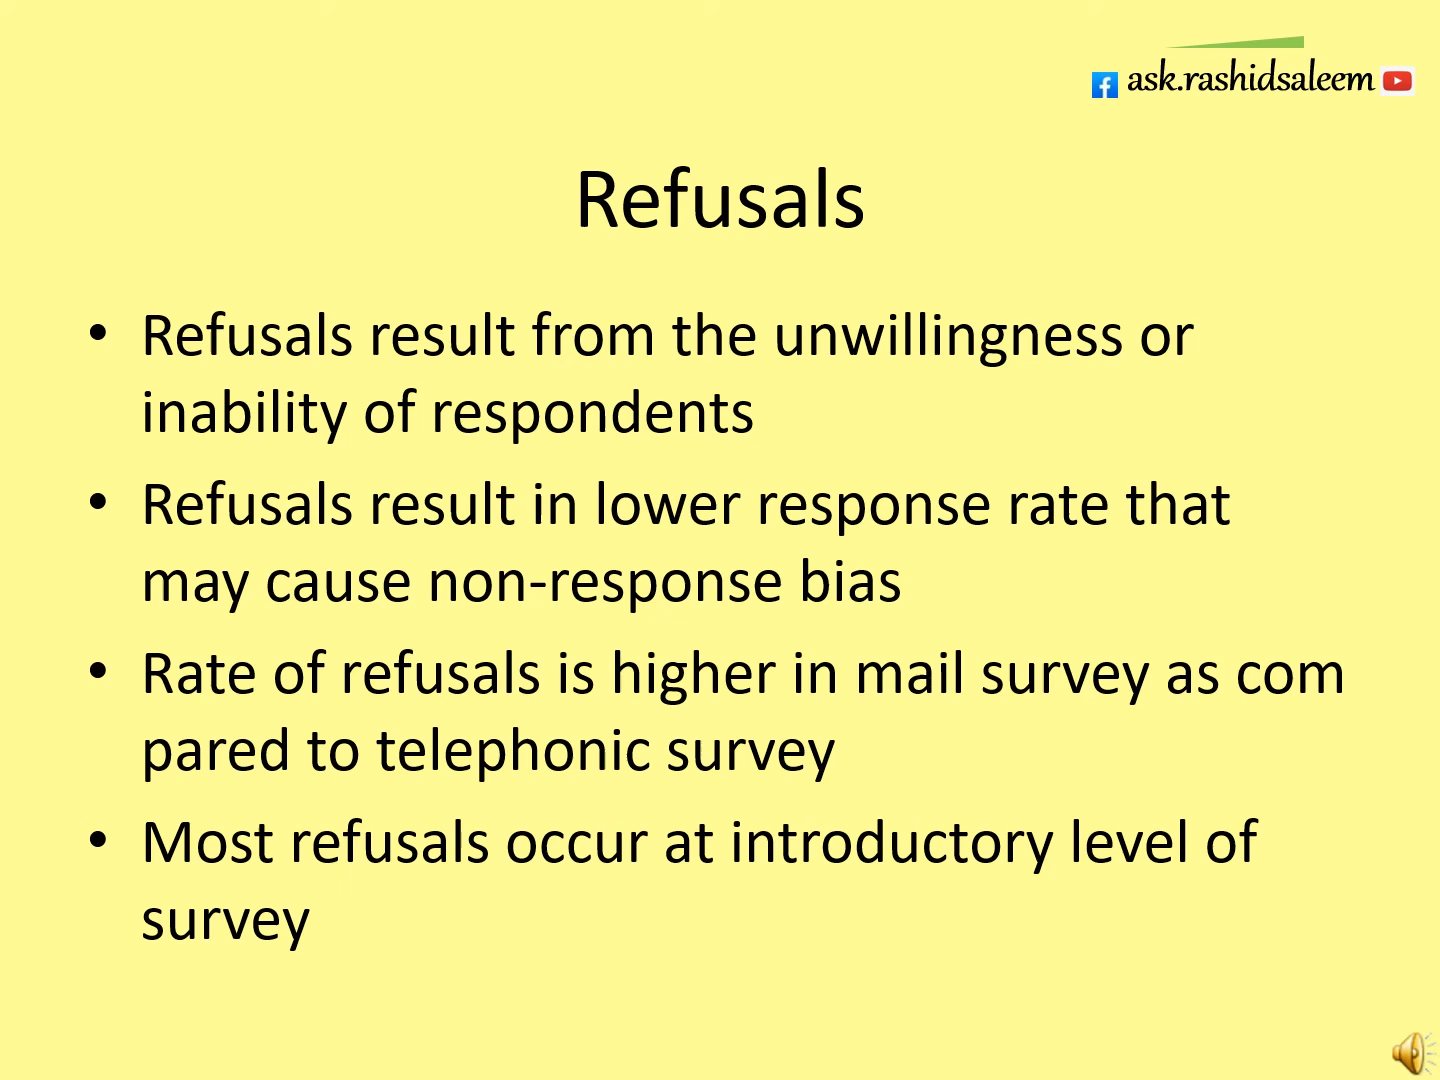 ask.rashidsaleem
Refusals
• Refusals result from the unwillingness or
inability of respondents
• Refusals result in lower response rate that
may cause non-response bias
• Rate of refusals is higher in mail survey as com
pared to telephonic survey
• Most refusals occur at introductory level of
survey